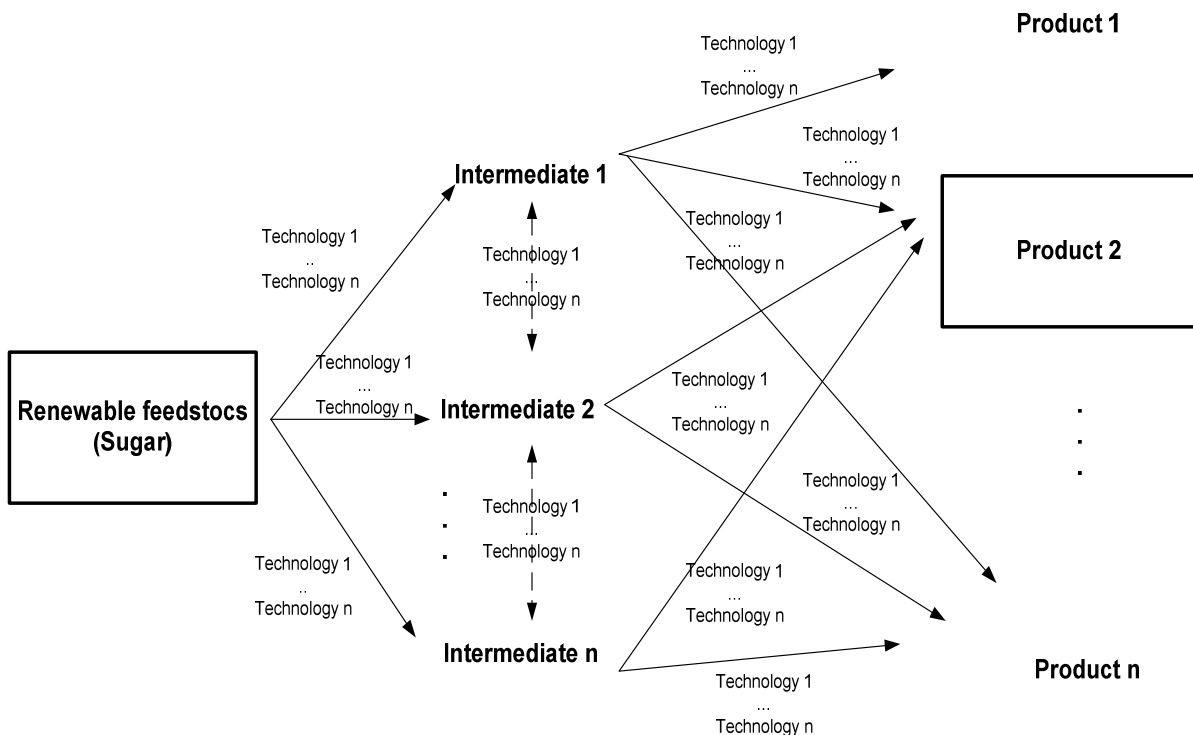 Product 1
Technology 1
...
Technology n
Technology 1
...
Technology n
Intermediate 1
Technology 1
..
Technology n
Technology 1
...
Technology n
Technology 1
...
Technology n
Product 2
Renewable feedstocs
(Sugar)
Technology 1
...
Technology n
Intermediate 2
Technology 1
...
Technology n
.
.
.
.
.
.
Technology 1
...
Technology n
Technology 1
...
Technology n
Technology 1
..
Technology n
Technology 1
...
Technology n
Intermediate n
Product n
Technology 1
...
Technology n